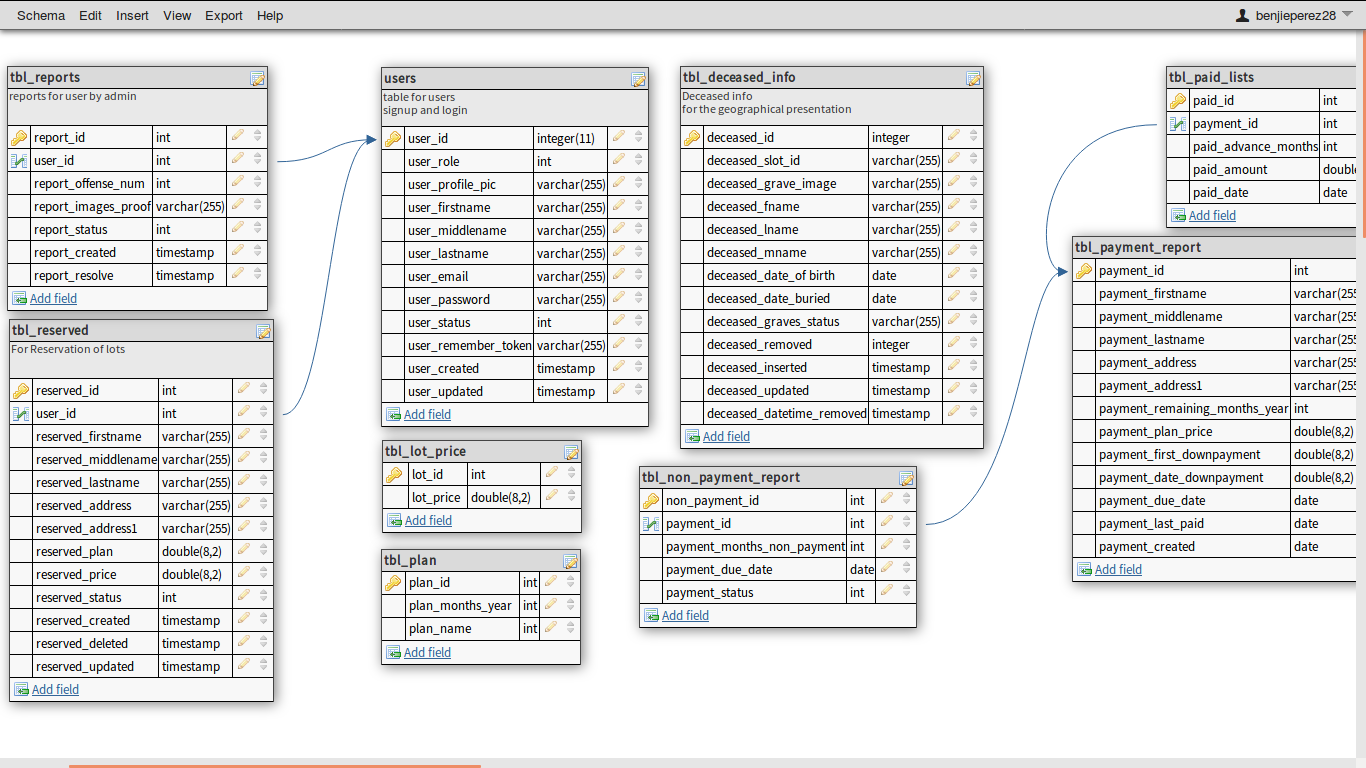 Schema Edit Insert View Export Help benjieperez28
tbl_reports
reports for user by admin
report_id int
user_id int
report_offense_num int
report_images_proof varchar(255)
report_status int
report_created timestamp
report_resolve timestamp
Add field
tbl_reserved
For Reservation of lots
reserved_id int
user_id int
reserved_firstname varchar(255)
reserved_middlename varchar(255)
reserved_lastname varchar(255)
reserved_address varchar(255)
reserved_address1 varchar(255)
reserved_plan double(8,2)
reserved_price double(8,2)
reserved_status int
reserved_created timestamp
reserved_deleted timestamp
reserved_updated timestamp
Add field
users
table for users
signup and login
user_id integer(11)
user_role int
user_profile_pic varchar(255)
user_firstname varchar(255)
user_middlename varchar(255)
user_lastname varchar(255)
user_email varchar(255)
user_password varchar(255)
user_status int
user_remember_token varchar(255)
user_created timestamp
user_updated timestamp
Add field
tbl_lot_price
lot_id int
lot_price double(8,2)
Add field
tbl_plan
plan_id int
plan_months_year int
plan_name int
Add field
tbl_deceased_info
Deceased info
for the geographical presentation
deceased_id integer
deceased_slot_id varchar(255)
deceased_grave_image varchar(255)
deceased_fname varchar(255)
deceased_lname varchar(255)
deceased_mname varchar(255)
deceased_date_of birth date
deceased_date_buried date
deceased_graves_status varchar(255)
deceased_removed integer
deceased_inserted timestamp
deceased_updated timestamp
deceased_datetime_removed timestamp
Add field
tbl_non_payment_report
non_payment_id int
payment_id int
payment_months_non_payment int
payment_due_date date
payment_status int
Add field
tbl_paid_lists
paid_id int
payment_id int
paid_advance_months int
paid_amount double
paid_date date
Add field
tbl_payment_report
payment_id int
payment_firstname varchar(255
payment_middlename varchar(255
payment_lastname varchar(255
payment_address varchar(255
payment_address1 varchar(255
payment_remaining_months_year int
payment_plan_price double(8,2)
payment_first_downpayment double(8,2)
payment_date_downpayment double(8,2)
payment_due_date date
payment_last_paid date
payment_created date
Add field